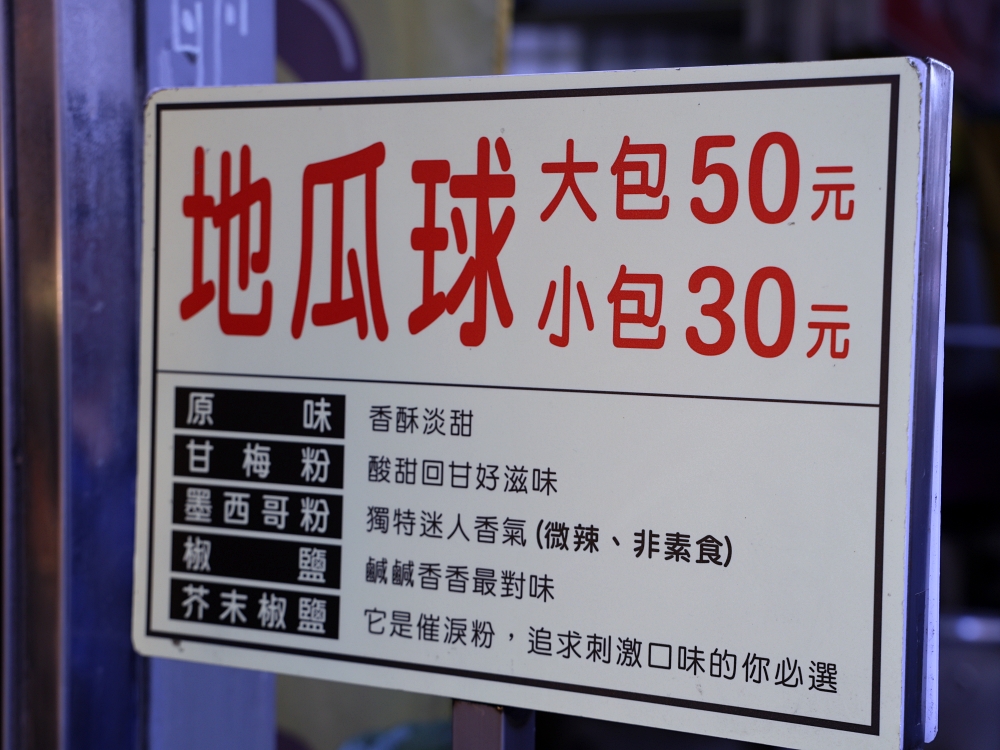 地瓜球 大包50元
小包30元
原味 香酥淡甜
甘梅粉 酸甜回甘好滋味
墨西哥粉 獨特迷人香氣(微辣、非素食)
椒鹽 鹹鹹香香最對味
芥末椒鹽 它是催淚粉，追求刺激口味的你必選